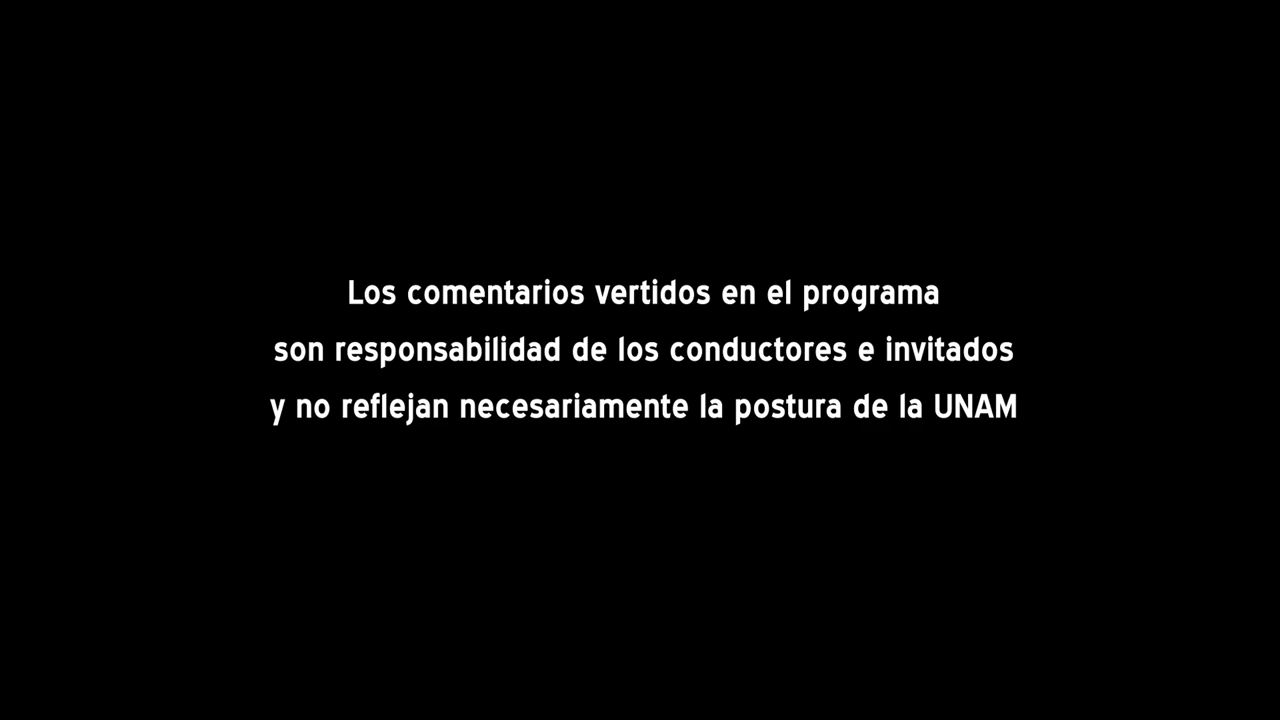 Los comentarios vertidos en el programa
son responsabilidad de los conductores e invitados
y no reflejan necesariamente la postura de la UNAM